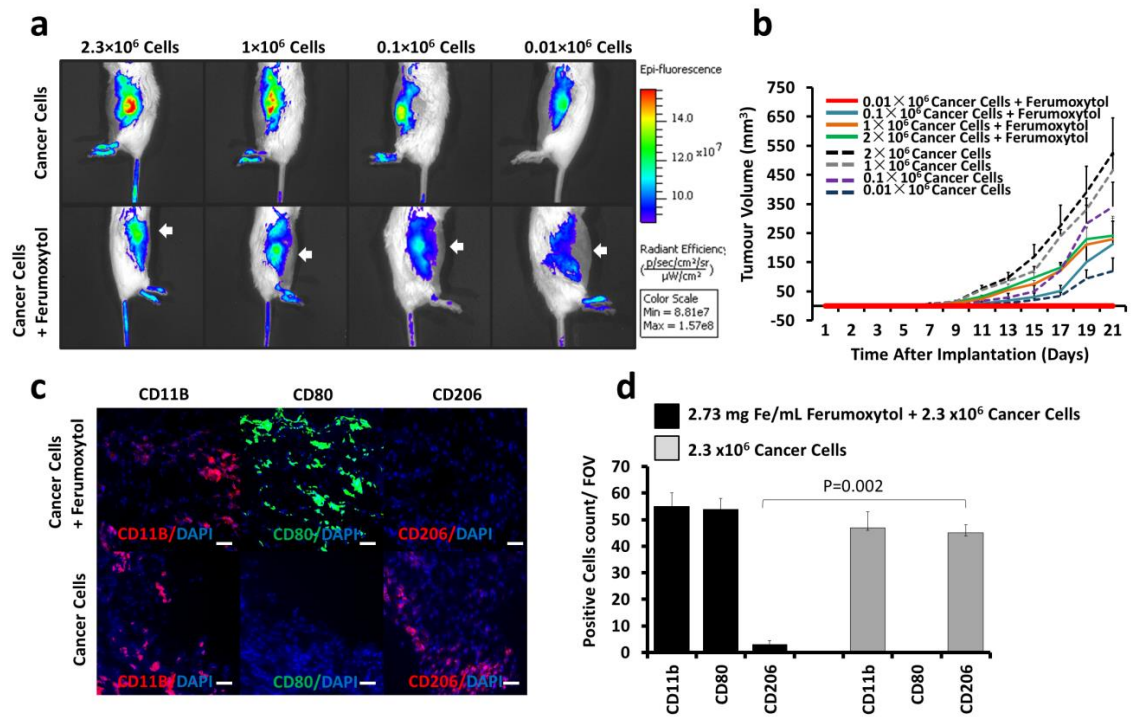 a
2.3×10⁶ Cells
1×10⁶ Cells
0.1×10⁶ Cells
0.01×10⁶ Cells
Cancer Cells
Cancer Cells
+ Ferumoxytol
Epi-fluorescence
14.0
12.0
×10⁷
10.0
Radiant Efficiency
(p/sec/cm²/sr
µW/cm²)
Color Scale
Min = 8.81e7
Max = 1.57e8
b
Tumour Volume (mm³)
750
650
550
450
350
250
150
50
-50
0.01×10⁶ Cancer Cells + Ferumoxytol
0.1×10⁶ Cancer Cells + Ferumoxytol
1×10⁶ Cancer Cells + Ferumoxytol
2×10⁶ Cancer Cells + Ferumoxytol
2×10⁶ Cancer Cells
1×10⁶ Cancer Cells
0.1×10⁶ Cancer Cells
0.01×10⁶ Cancer Cells
1 2 3 4 5 7 9 11 13 15 17 19 21
Time After Implantation (Days)
c
CD11B
CD80
CD206
Cancer Cells
+ Ferumoxytol
CD11B/DAPI
CD80/DAPI
CD206/DAPI
Cancer Cells
CD11B/DAPI
CD80/DAPI
CD206/DAPI
d
2.73 mg Fe/mL Ferumoxytol + 2.3 x10⁶ Cancer Cells
2.3 x10⁶ Cancer Cells
Positive Cells count/ FOV
70
60
50
40
30
20
10
0
P=0.002
CD11b
CD80
CD206
CD11b
CD80
CD206